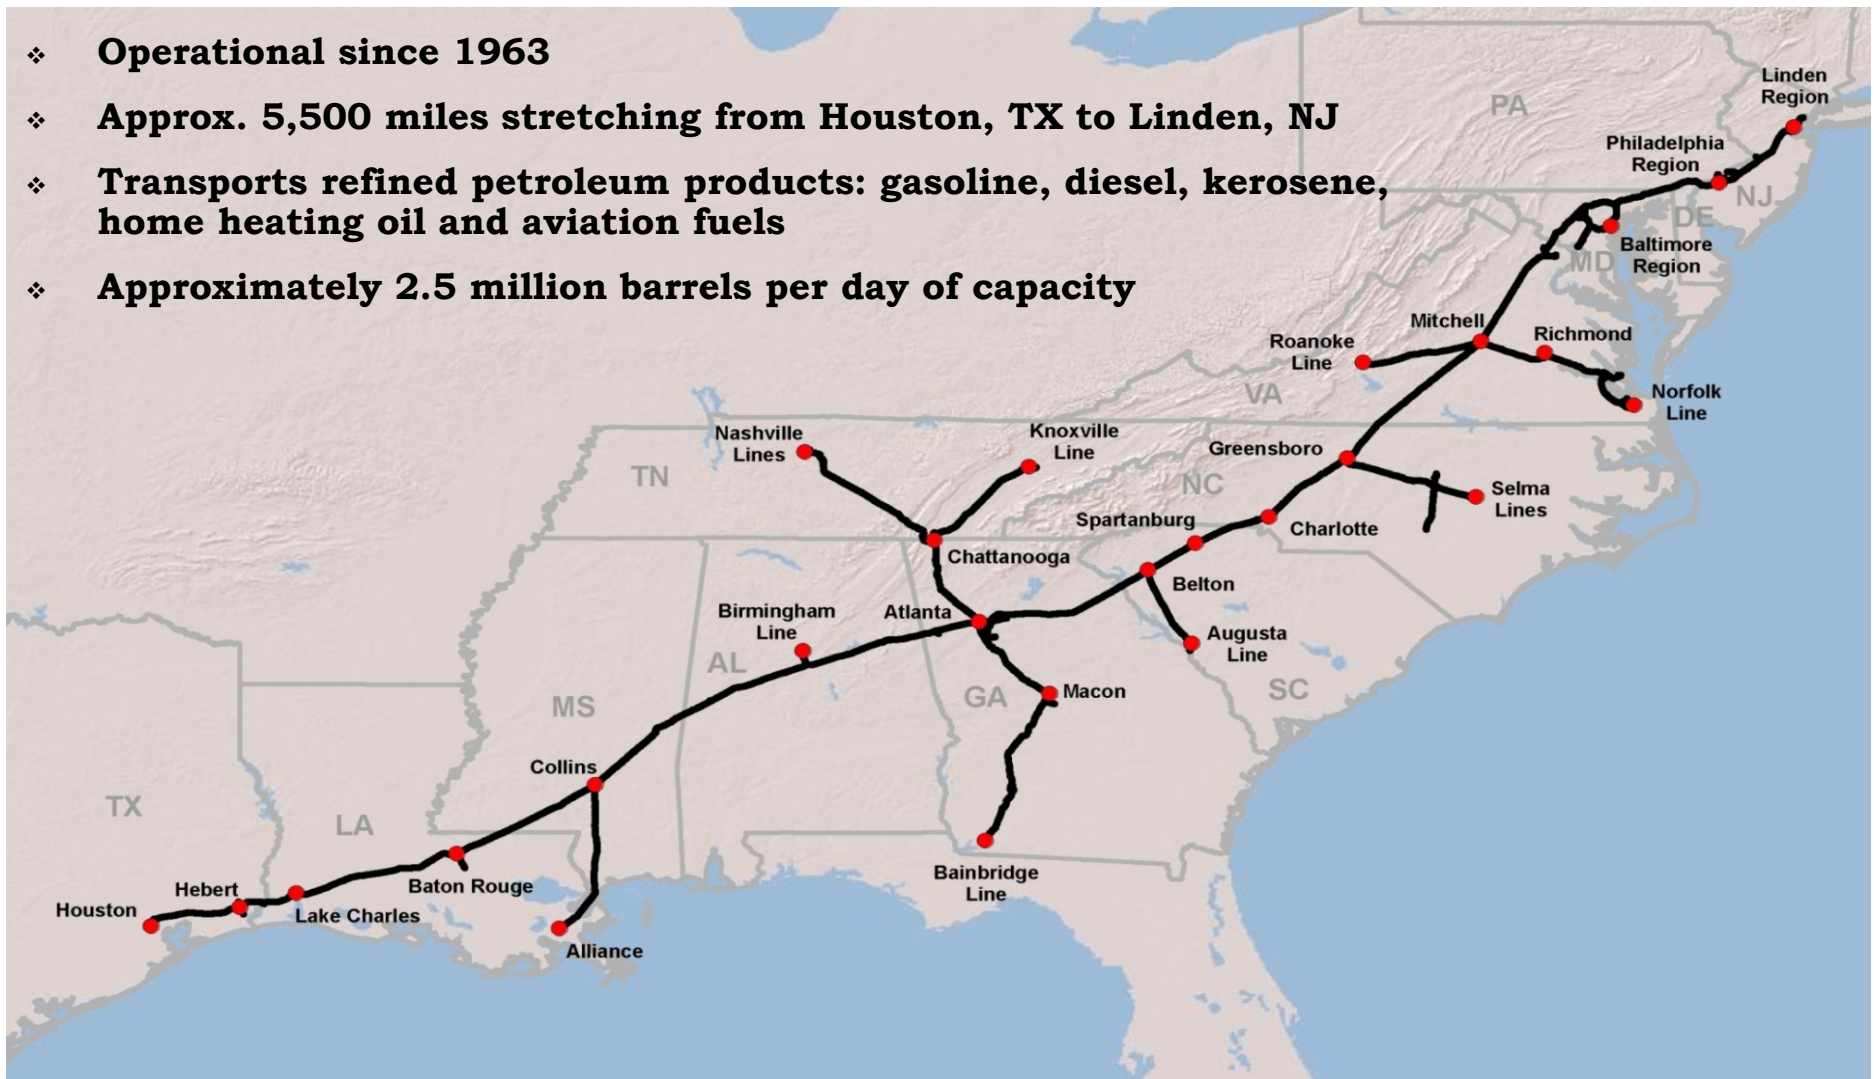 ❖ Operational since 1963
❖ Approx. 5,500 miles stretching from Houston, TX to Linden, NJ
❖ Transports refined petroleum products: gasoline, diesel, kerosene,
home heating oil and aviation fuels
❖ Approximately 2.5 million barrels per day of capacity
Linden
Region
PA
Philadelphia
Region
NJ
DE
Baltimore
Region
MD
Mitchell
Richmond
Roanoke
Line
VA
Norfolk
Line
Nashville
Lines
Knoxville
Line
Greensboro
TN
NC
Selma
Lines
Spartanburg
Charlotte
Chattanooga
Belton
Birmingham
Line
Atlanta
Augusta
Line
AL
GA
Macon
SC
MS
Collins
TX
LA
Bainbridge
Line
Baton Rouge
Hebert
Houston
Lake Charles
Alliance